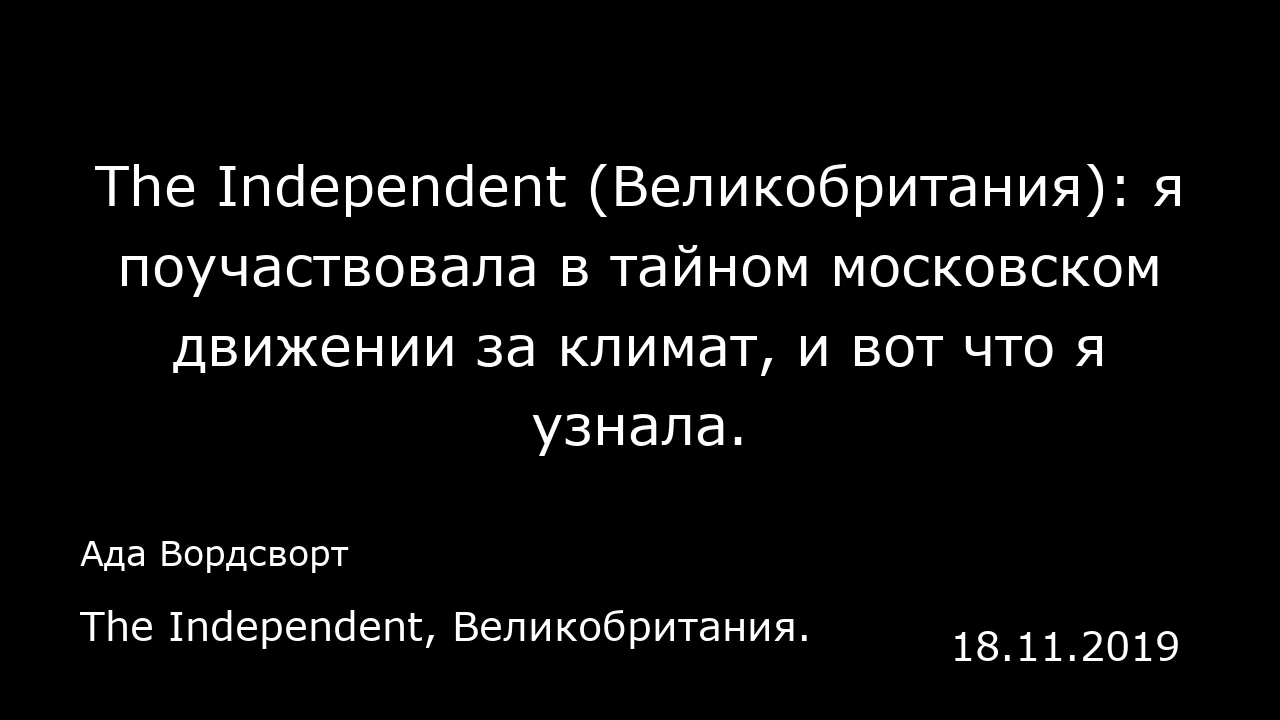 The Independent (Великобритания): я
поучаствовала в тайном московском
движении за климат, и вот что я
узнала.
Ада Вордсворт
The Independent, Великобритания.
18.11.2019